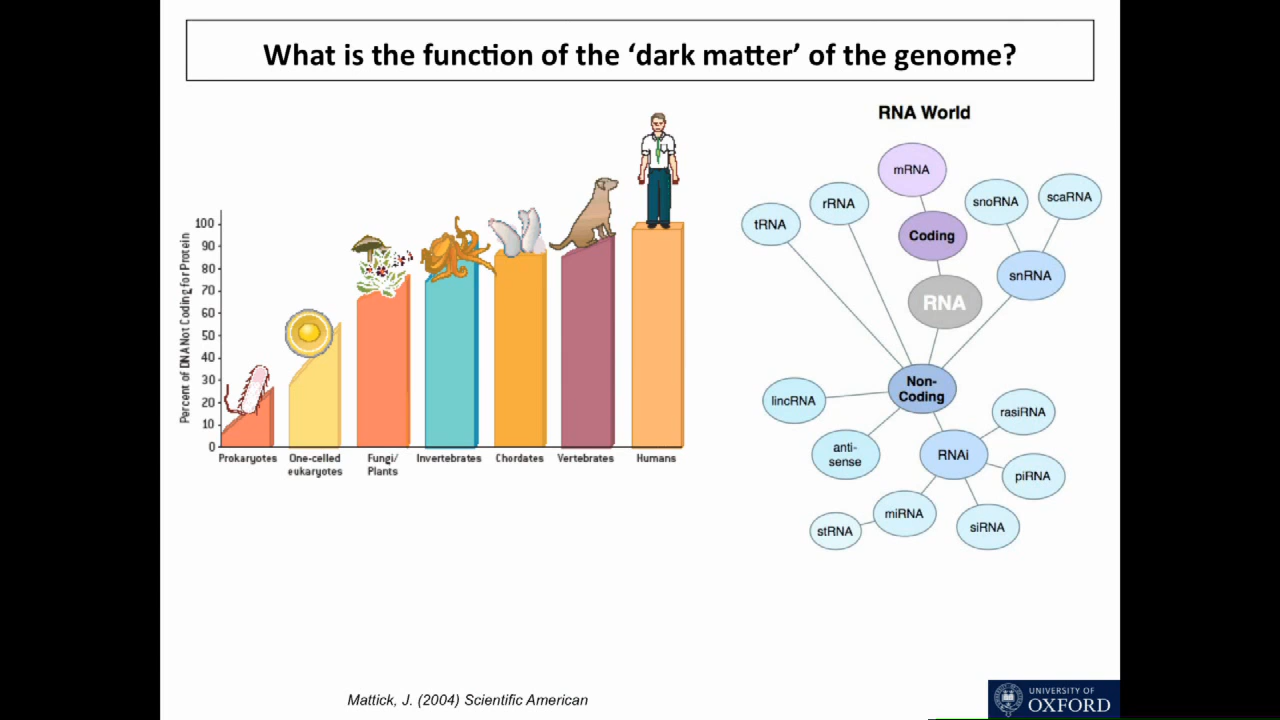 What is the function of the ‘dark matter’ of the genome?
Percent of DNA Not Coding for Protein
100
90
80
70
60
50
40
30
20
10
0
Prokaryotes
One-celled
eukaryotes
Fungi/
Plants
Invertebrates
Chordates
Vertebrates
Humans
RNA World
mRNA
rRNA
tRNA
snoRNA
scaRNA
Coding
snRNA
RNA
Non-
Coding
lincRNA
rasiRNA
anti-
sense
RNAi
piRNA
miRNA
siRNA
stRNA
Mattick, J. (2004) Scientific American
UNIVERSITY OF
OXFORD